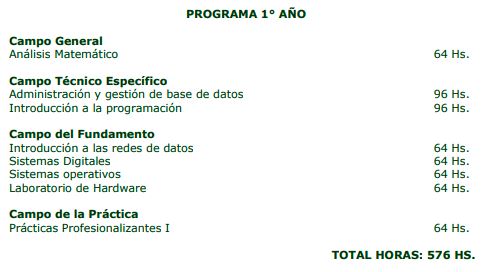 PROGRAMA 1° AÑO
Campo General
Análisis Matemático 64 Hs.
Campo Técnico Específico
Administración y gestión de base de datos 96 Hs.
Introducción a la programación 96 Hs.
Campo del Fundamento
Introducción a las redes de datos 64 Hs.
Sistemas Digitales 64 Hs.
Sistemas operativos 64 Hs.
Laboratorio de Hardware 64 Hs.
Campo de la Práctica
Prácticas Profesionalizantes I 64 Hs.
TOTAL HORAS: 576 HS.